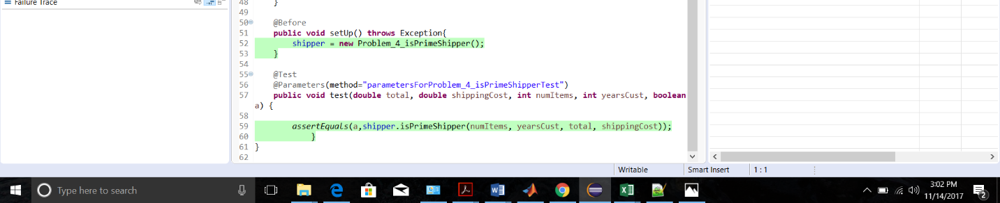 Failure Trace
48 }
49
50 @Before
51 public void setUp() throws Exception{
52 shipper = new Problem_4_isPrimeShipper();
53 }
54
55 @Test
56 @Parameters(method="parametersForProblem_4_isPrimeShipperTest")
57 public void test(double total, double shippingCost, int numItems, int yearsCust, boolean
a) {
58
59 assertEquals(a,shipper.isPrimeShipper(numItems, yearsCust, total, shippingCost));
60 }
61 }
62
Writable Smart Insert 1 : 1
Type here to search
3:02 PM
11/14/2017
2